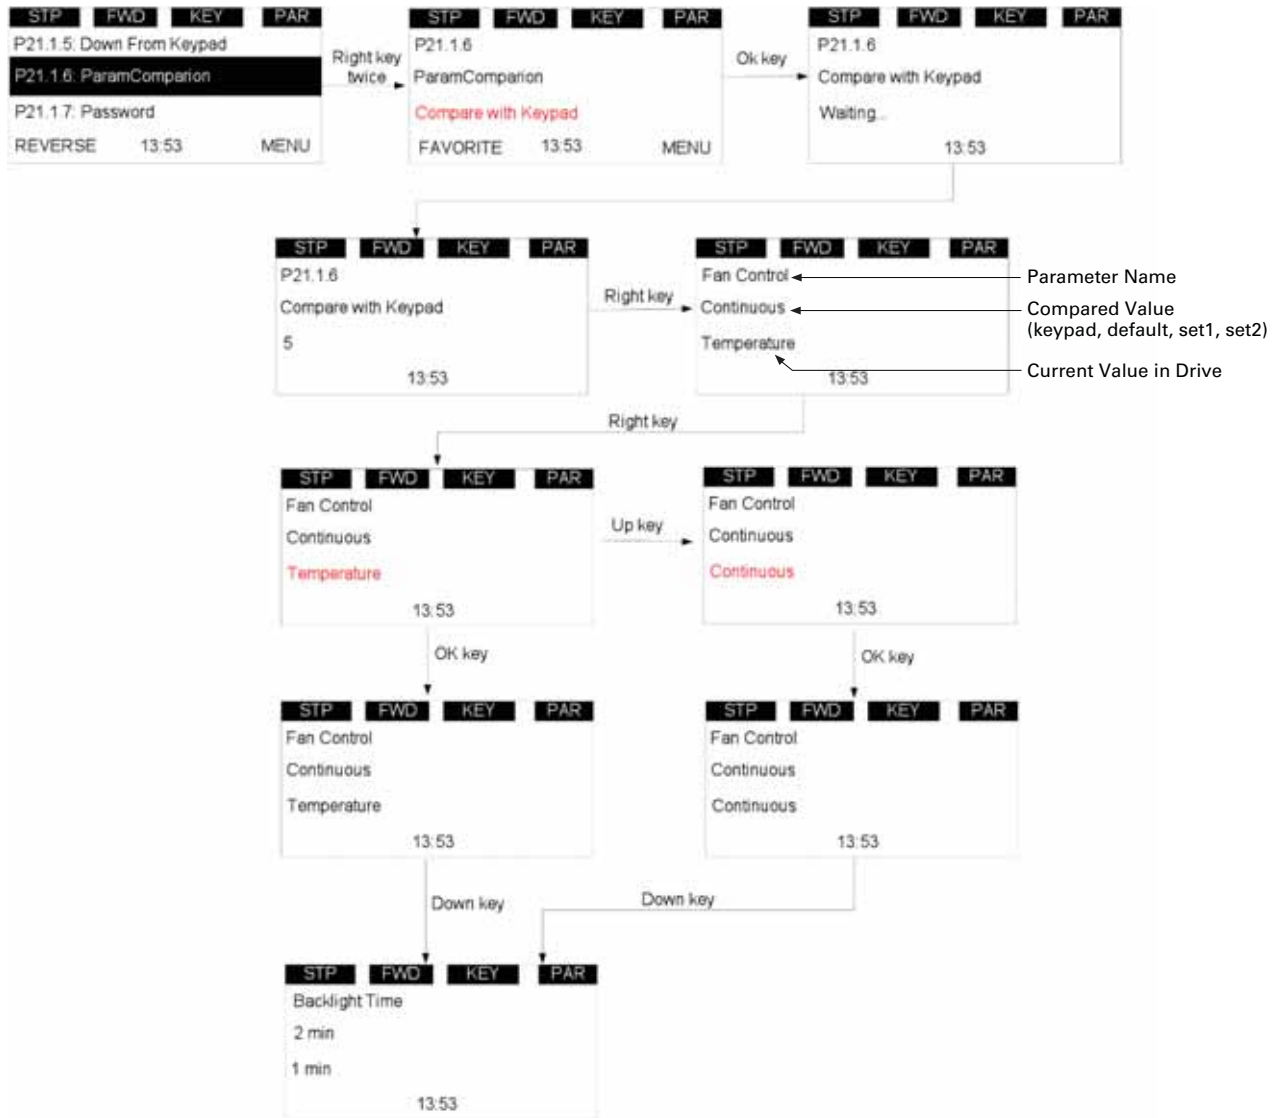 STP FWD KEY PAR
P21.1.5: Down From Keypad
P21.1.6: ParamComparion
P21.1 7: Password
REVERSE 13:53 MENU
Right key
twice
STP FWD KEY PAR
P21.1.6
ParamComparion
Compare with Keypad
FAVORITE 13:53 MENU
Ok key
STP FWD KEY PAR
P21.1.6
Compare with Keypad
Waiting...
13:53
STP FWD KEY PAR
P21.1.6
Compare with Keypad
5
13:53
Right key
STP FWD KEY PAR
Fan Control
Continuous
Temperature
13:53
Parameter Name
Compared Value
(keypad, default, set1, set2)
Current Value in Drive
Right key
STP FWD KEY PAR
Fan Control
Continuous
Temperature
13:53
Up key
STP FWD KEY PAR
Fan Control
Continuous
Continuous
13:53
OK key
OK key
STP FWD KEY PAR
Fan Control
Continuous
Temperature
13:53
STP FWD KEY PAR
Fan Control
Continuous
Continuous
13:53
Down key
Down key
STP FWD KEY PAR
Backlight Time
2 min
1 min
13:53